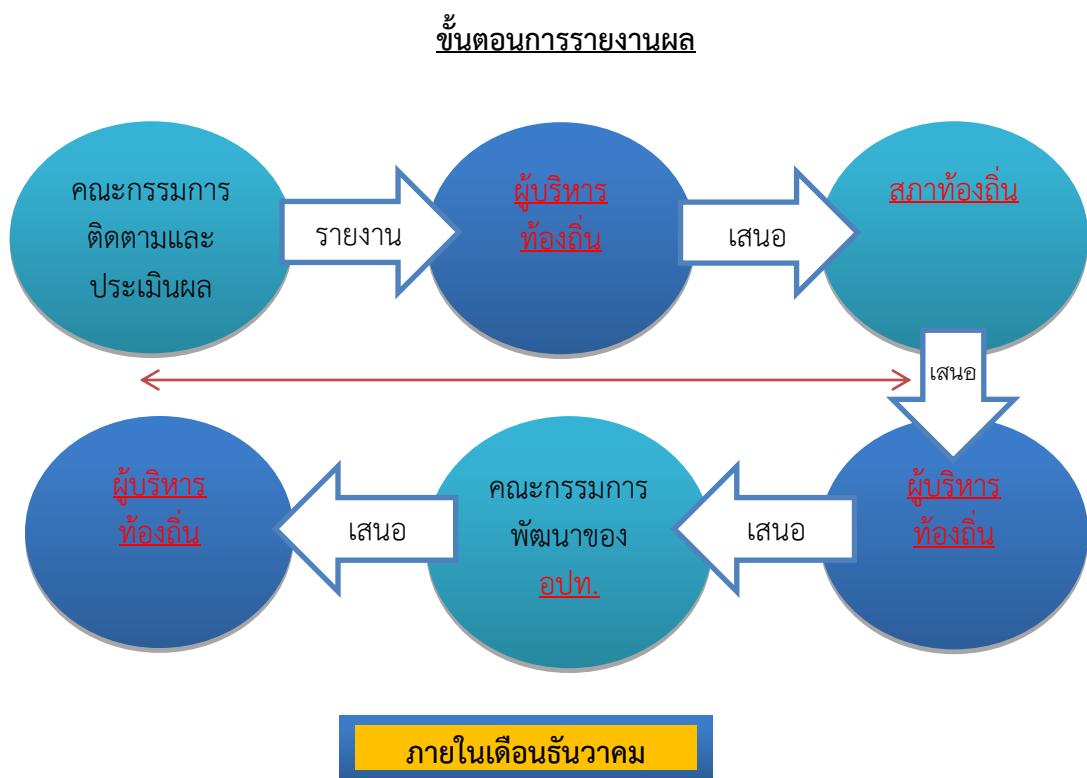 ขั้นตอนการรายงานผล
คณะกรรมการ
ติดตามและ
ประเมินผล
รายงาน
ผู้บริหาร
ท้องถิ่น
เสนอ
สภาท้องถิ่น
เสนอ
ผู้บริหาร
ท้องถิ่น
เสนอ
คณะกรรมการ
พัฒนาของ
อปท.
เสนอ
ผู้บริหาร
ท้องถิ่น
ภายในเดือนธันวาคม